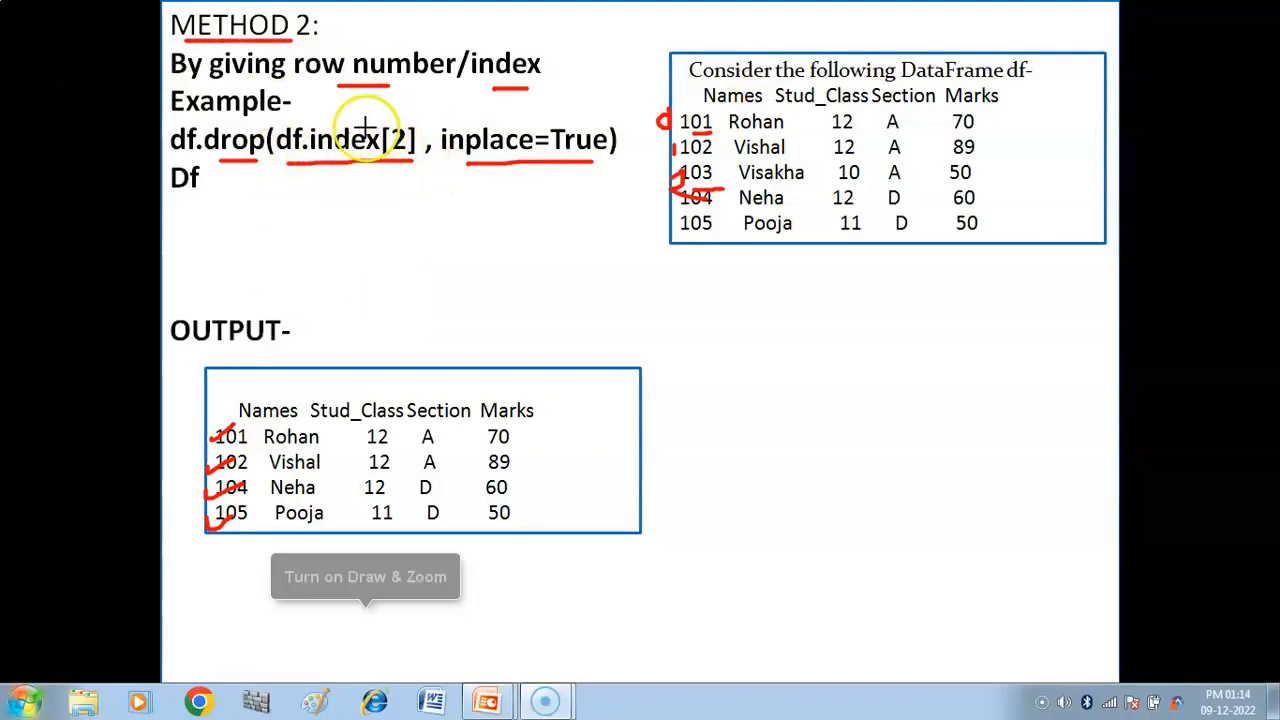 METHOD 2:
By giving row number/index
Example-
df.drop(df.index[2] , inplace=True)
Df
Consider the following DataFrame df-
Names Stud_Class Section Marks
101 Rohan 12 A 70
102 Vishal 12 A 89
103 Visakha 10 A 50
104 Neha 12 D 60
105 Pooja 11 D 50
0
1
2
OUTPUT-
Names Stud_Class Section Marks
101 Rohan 12 A 70
102 Vishal 12 A 89
104 Neha 12 D 60
105 Pooja 11 D 50
Turn on Draw & Zoom
PM 01:14
09-12-2022